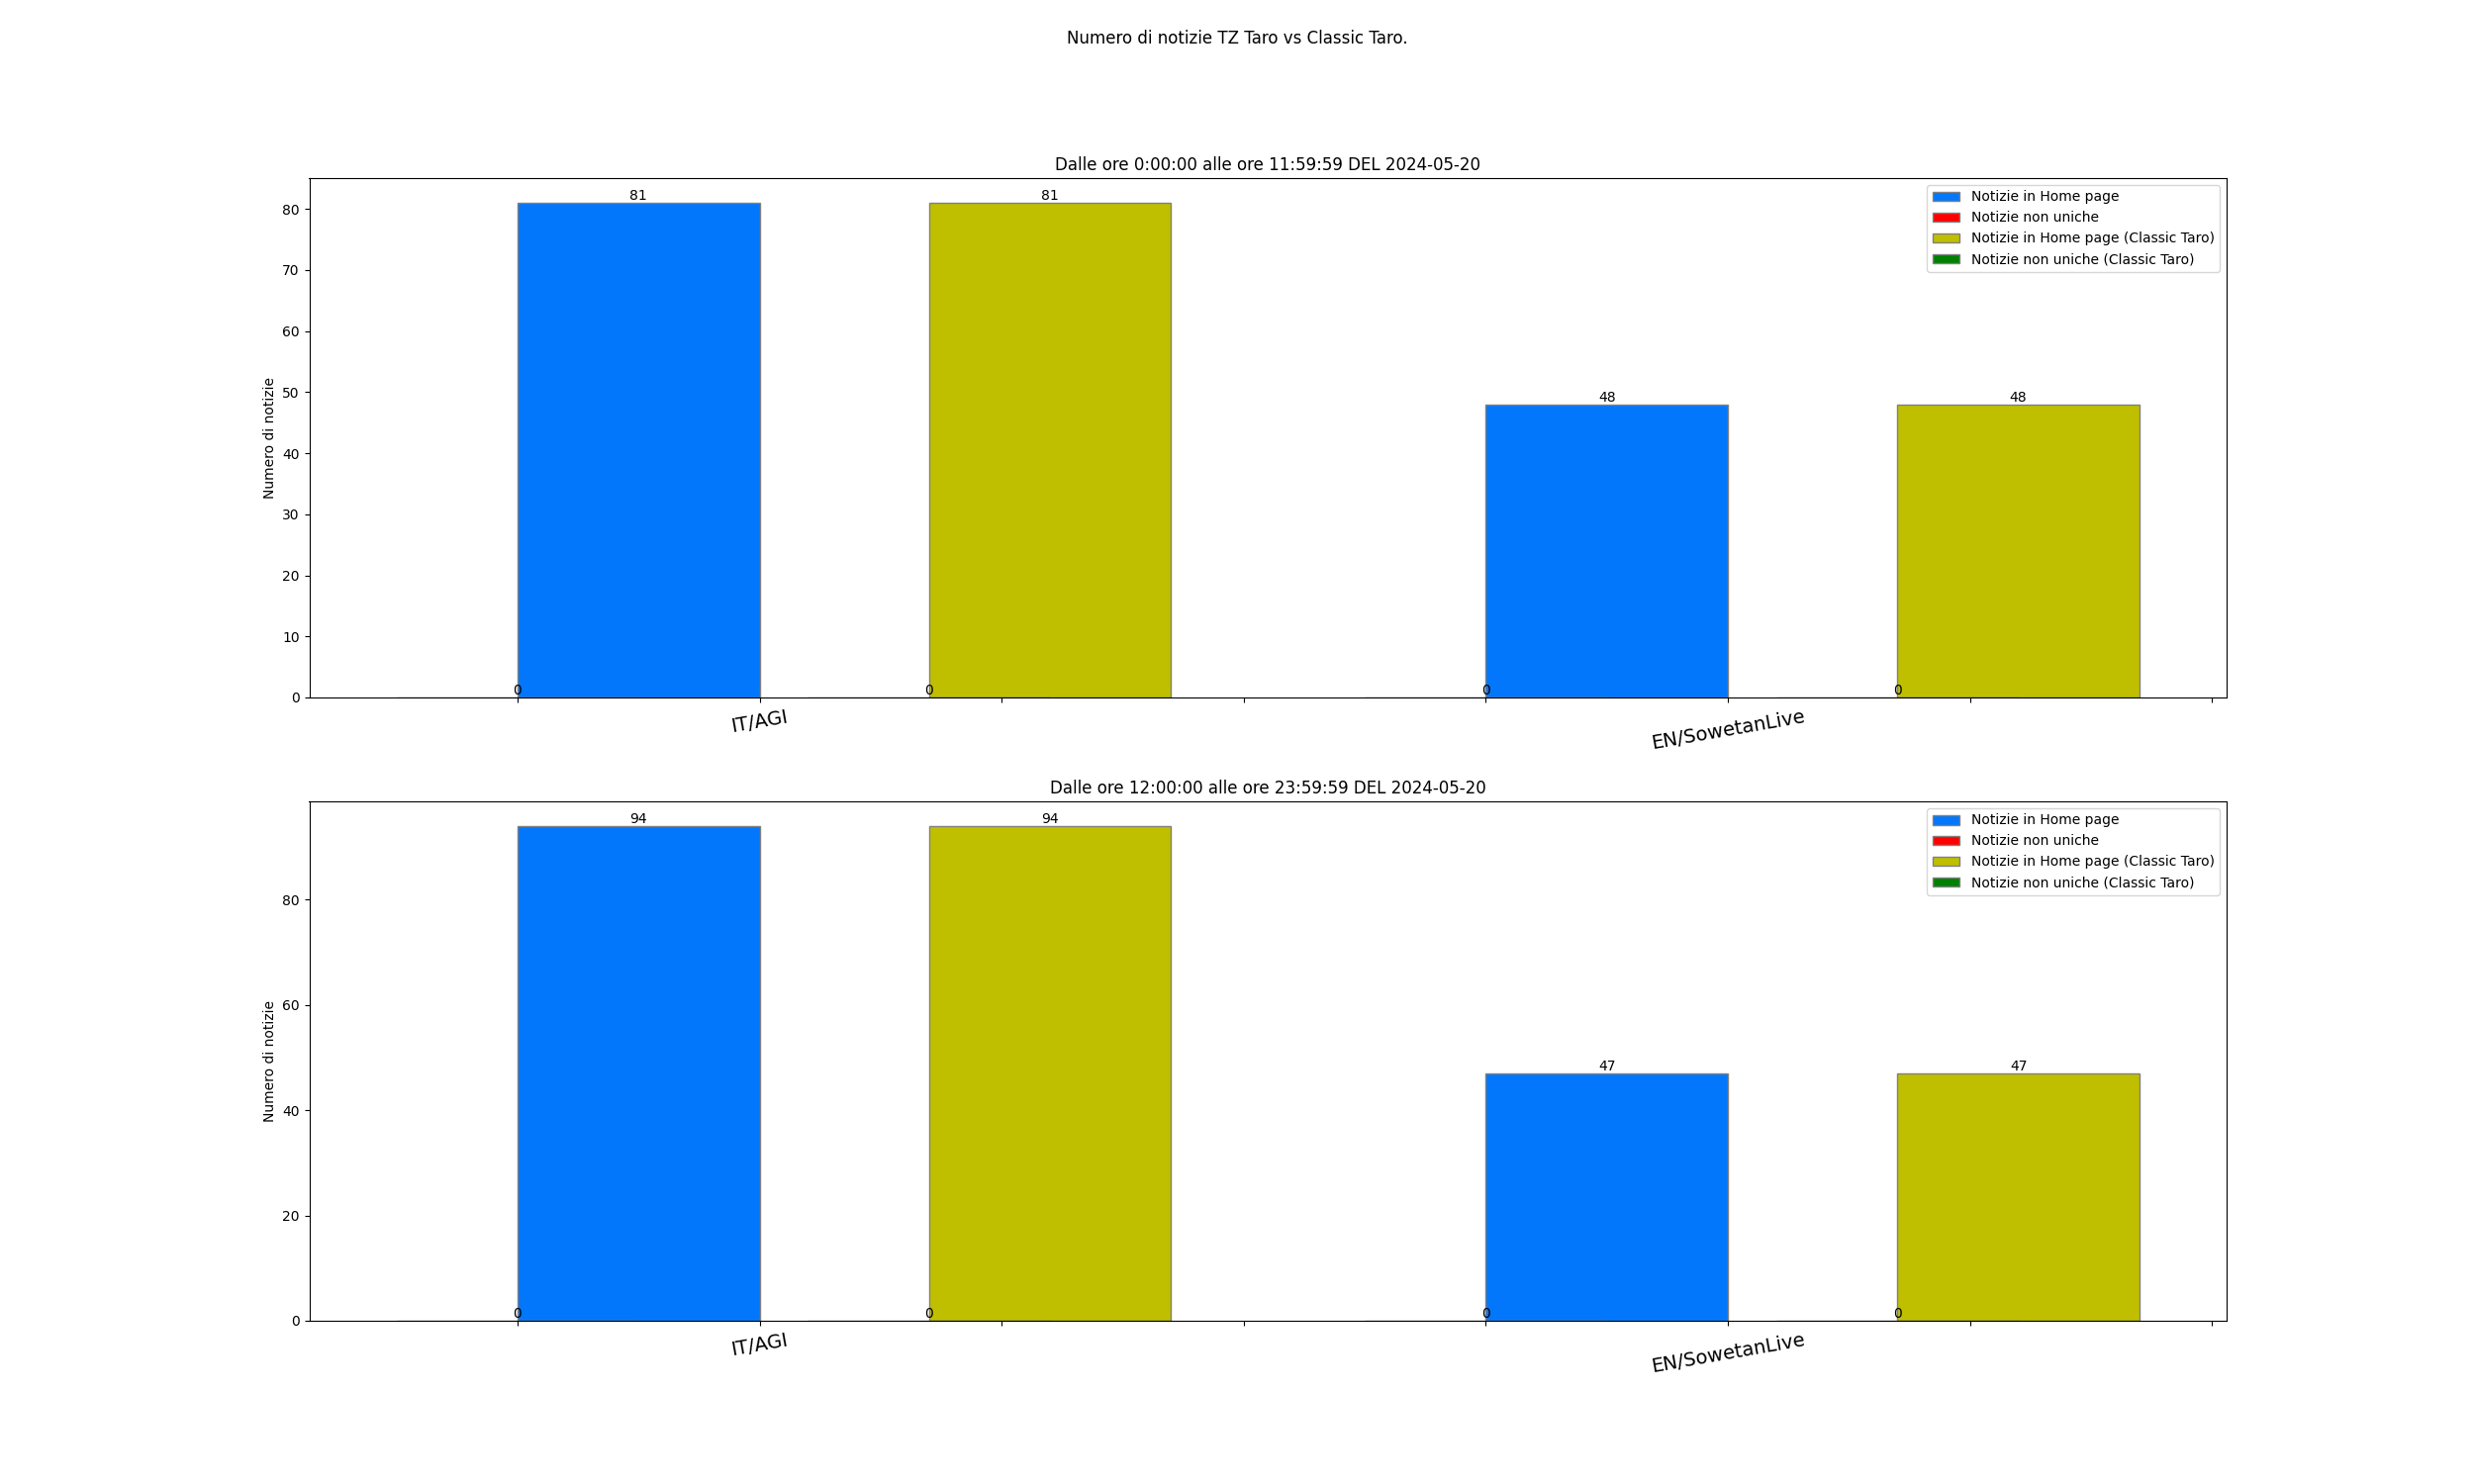 Numero di notizie TZ Taro vs Classic Taro.
Dalle ore 0:00:00 alle ore 11:59:59 DEL 2024-05-20
Numero di notizie
80
70
60
50
40
30
20
10
0
81
81
48
48
0
0
0
0
Notizie in Home page
Notizie non uniche
Notizie in Home page (Classic Taro)
Notizie non uniche (Classic Taro)
IT/AGI
EN/SowetanLive
Dalle ore 12:00:00 alle ore 23:59:59 DEL 2024-05-20
Numero di notizie
80
60
40
20
0
94
94
47
47
0
0
0
0
Notizie in Home page
Notizie non uniche
Notizie in Home page (Classic Taro)
Notizie non uniche (Classic Taro)
IT/AGI
EN/SowetanLive